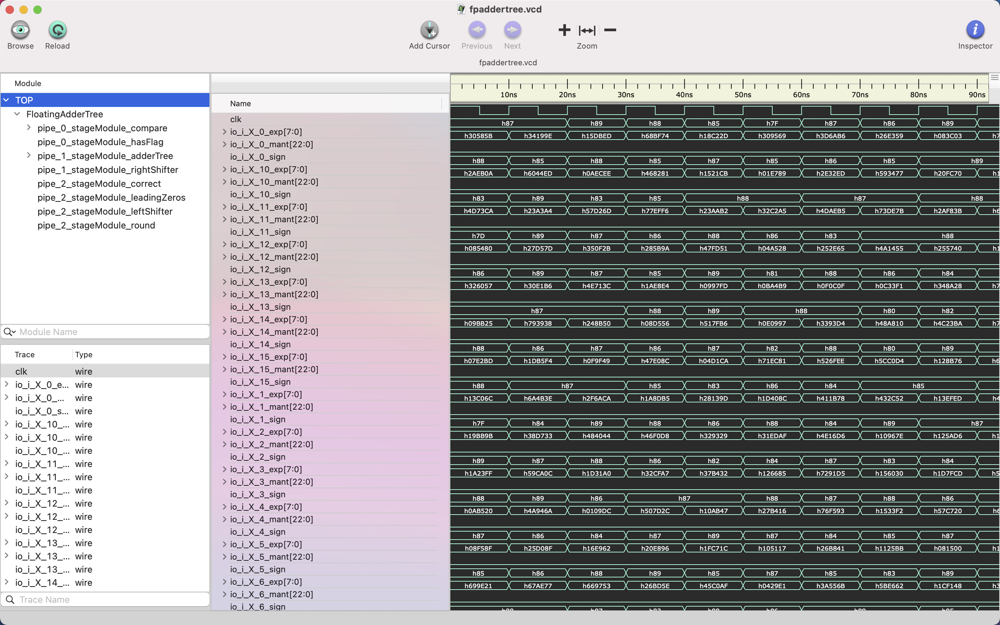 fpaddertree.vcd
Browse
Reload
Add Cursor
Previous
Next
Zoom
Inspector
fpaddertree.vcd
Module
TOP
FloatingAdderTree
pipe_0_stageModule_compare
pipe_0_stageModule_hasFlag
pipe_1_stageModule_adderTree
pipe_1_stageModule_rightShifter
pipe_2_stageModule_correct
pipe_2_stageModule_leadingZeros
pipe_2_stageModule_leftShifter
pipe_2_stageModule_round
Module Name
Trace Type
clk wire
io_i_X_0_e... wire
io_i_X_0_... wire
io_i_X_0_s... wire
io_i_X_10_... wire
io_i_X_10_... wire
io_i_X_10_... wire
io_i_X_11_... wire
io_i_X_11_... wire
io_i_X_11_... wire
io_i_X_12_... wire
io_i_X_12_... wire
io_i_X_12_... wire
io_i_X_13_... wire
io_i_X_13_... wire
io_i_X_13_... wire
io_i_X_14_... wire
Trace Name
Name
clk
io_i_X_0_exp[7:0]
io_i_X_0_mant[22:0]
io_i_X_0_sign
io_i_X_10_exp[7:0]
io_i_X_10_mant[22:0]
io_i_X_10_sign
io_i_X_11_exp[7:0]
io_i_X_11_mant[22:0]
io_i_X_11_sign
io_i_X_12_exp[7:0]
io_i_X_12_mant[22:0]
io_i_X_12_sign
io_i_X_13_exp[7:0]
io_i_X_13_mant[22:0]
io_i_X_13_sign
io_i_X_14_exp[7:0]
io_i_X_14_mant[22:0]
io_i_X_14_sign
io_i_X_15_exp[7:0]
io_i_X_15_mant[22:0]
io_i_X_15_sign
io_i_X_1_exp[7:0]
io_i_X_1_mant[22:0]
io_i_X_1_sign
io_i_X_2_exp[7:0]
io_i_X_2_mant[22:0]
io_i_X_2_sign
io_i_X_3_exp[7:0]
io_i_X_3_mant[22:0]
io_i_X_3_sign
io_i_X_4_exp[7:0]
io_i_X_4_mant[22:0]
io_i_X_4_sign
io_i_X_5_exp[7:0]
io_i_X_5_mant[22:0]
io_i_X_5_sign
io_i_X_6_exp[7:0]
io_i_X_6_mant[22:0]
io_i_X_6_sign
10ns 20ns 30ns 40ns 50ns 60ns 70ns 80ns 90ns
h87 h89 h88 h85 h7F h87 h86 h89
h30585B h34199E h15DBED h68BF74 h18C22D h309569 h3D6AB6 h26E359 h083C03 h7
h88 h85 h88 h85 h87 h85 h86 h85 h89
h2AEB0A h6044ED h0AECEE h468281 h1521CB h01E789 h2E32ED h593477 h20FC70 h1
h83 h89 h83 h85 h88 h87 h88
h4D73CA h23A3A4 h57D26D h77EFF6 h23AAB2 h32C2A5 h4DAEB5 h73DE7B h2AF83B h6
h7D h89 h87 h86 h88 h86 h83 h88
h085480 h27D57D h350F2B h285B9A h47FD51 h04A528 h252E65 h4A1455 h255740 h1
h86 h89 h87 h85 h89 h81 h88 h86 h84
h326057 h30E1B6 h4E713C h1AE8E4 h0997FD h0BA4B9 h0F0C0F h0C33F1 h348A28 h7
h87 h88 h89 h88 h80 h82
h09BB25 h793938 h248B50 h08D556 h517FB6 h0E0997 h3393D4 h48A810 h4C23BA h7
h88 h86 h87 h86 h87 h82 h88 h80 h89
h07E2BD h1DB5F4 h0F9F49 h47E08C h04D1CA h71EC81 h526FEE h5CC0D4 h128B76 h6
h88 h87 h85 h83 h86 h84 h85
h13C06C h6A4B3E h2F6ACA h1A8DB5 h28139D h1D408C h411B78 h432C52 h13EFED h4
h7F h84 h89 h88 h86 h88 h84 h89 h87
h19BB9B h38D733 h484044 h46F0D8 h329329 h31EDAF h4E16D6 h10967E h125AD6 h1
h89 h87 h88 h86 h82 h84 h87 h83 h84
h1A23FF h59CA0C h1D31A0 h32CFA7 h37B432 h126685 h7291D5 h156030 h1D7FCD h5
h88 h89 h86 h87 h88 h87 h88 h86
h0AB520 h4A946A h0109DC h507D2C h10AB47 h27B416 h76F593 h1533F2 h57C720 h6
h87 h86 h84 h87 h89 h87 h84 h85 h87
h08F58F h25D08F h16E962 h20E896 h1FC71C h105117 h26B841 h1125BB h081500 h1
h85 h86 h88 h89 h85 h87 h85 h83 h89
h699E21 h67AE77 h669753 h26BD5E h45C0AF h0429E1 h3A556B h5BE662 h1CF148 h3